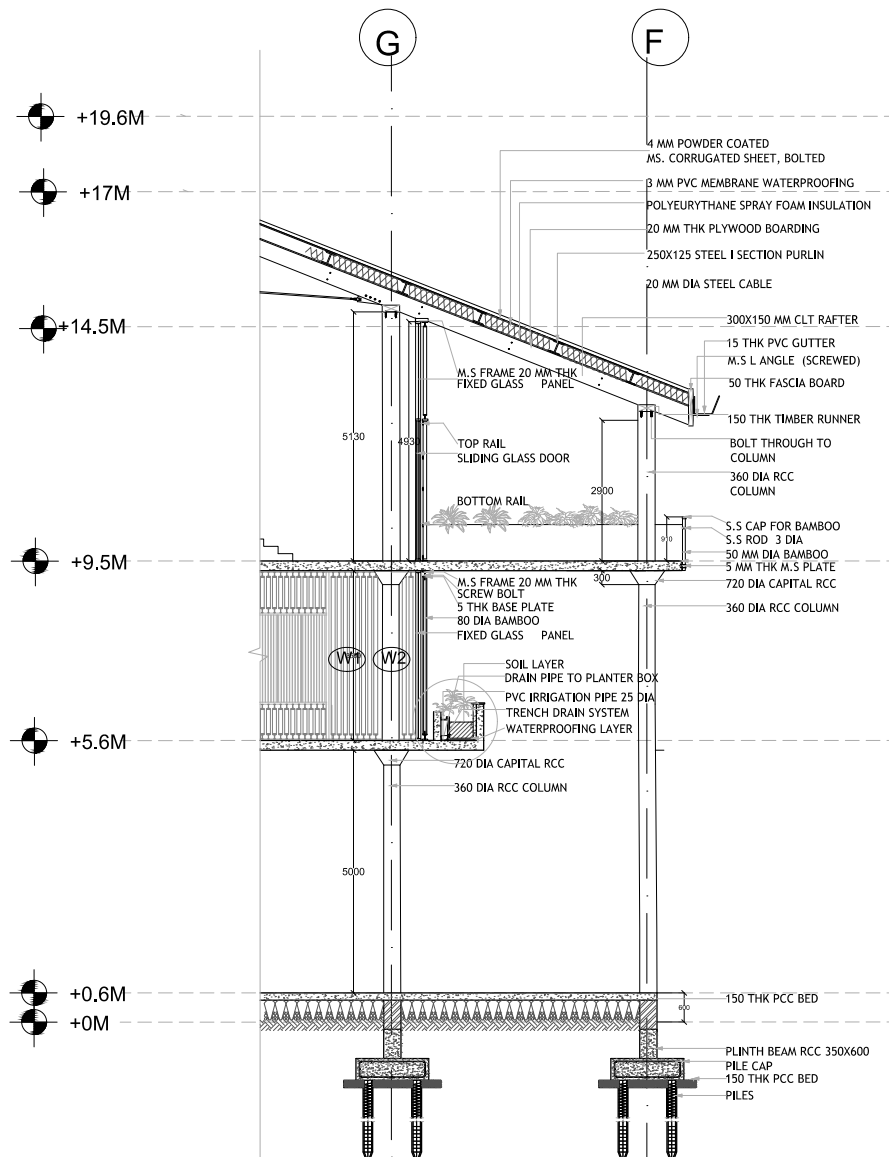 G
F
+19.6M
4 MM POWDER COATED
MS. CORRUGATED SHEET, BOLTED
+17M
3 MM PVC MEMBRANE WATERPROOFING
POLYEURYTHANE SPRAY FOAM INSULATION
20 MM THK PLYWOOD BOARDING
250X125 STEEL I SECTION PURLIN
20 MM DIA STEEL CABLE
+14.5M
300X150 MM CLT RAFTER
15 THK PVC GUTTER
M.S L ANGLE (SCREWED)
50 THK FASCIA BOARD
M.S FRAME 20 MM THK
FIXED GLASS PANEL
150 THK TIMBER RUNNER
5130
4930
TOP RAIL
SLIDING GLASS DOOR
BOLT THROUGH TO
COLUMN
360 DIA RCC
COLUMN
2900
BOTTOM RAIL
S.S CAP FOR BAMBOO
S.S ROD 3 DIA
910
50 MM DIA BAMBOO
5 MM THK M.S PLATE
+9.5M
300
720 DIA CAPITAL RCC
M.S FRAME 20 MM THK
SCREW BOLT
5 THK BASE PLATE
80 DIA BAMBOO
FIXED GLASS PANEL
360 DIA RCC COLUMN
W1
W2
SOIL LAYER
DRAIN PIPE TO PLANTER BOX
PVC IRRIGATION PIPE 25 DIA
TRENCH DRAIN SYSTEM
WATERPROOFING LAYER
+5.6M
720 DIA CAPITAL RCC
360 DIA RCC COLUMN
5000
+0.6M
150 THK PCC BED
600
+0M
PLINTH BEAM RCC 350X600
PILE CAP
150 THK PCC BED
PILES